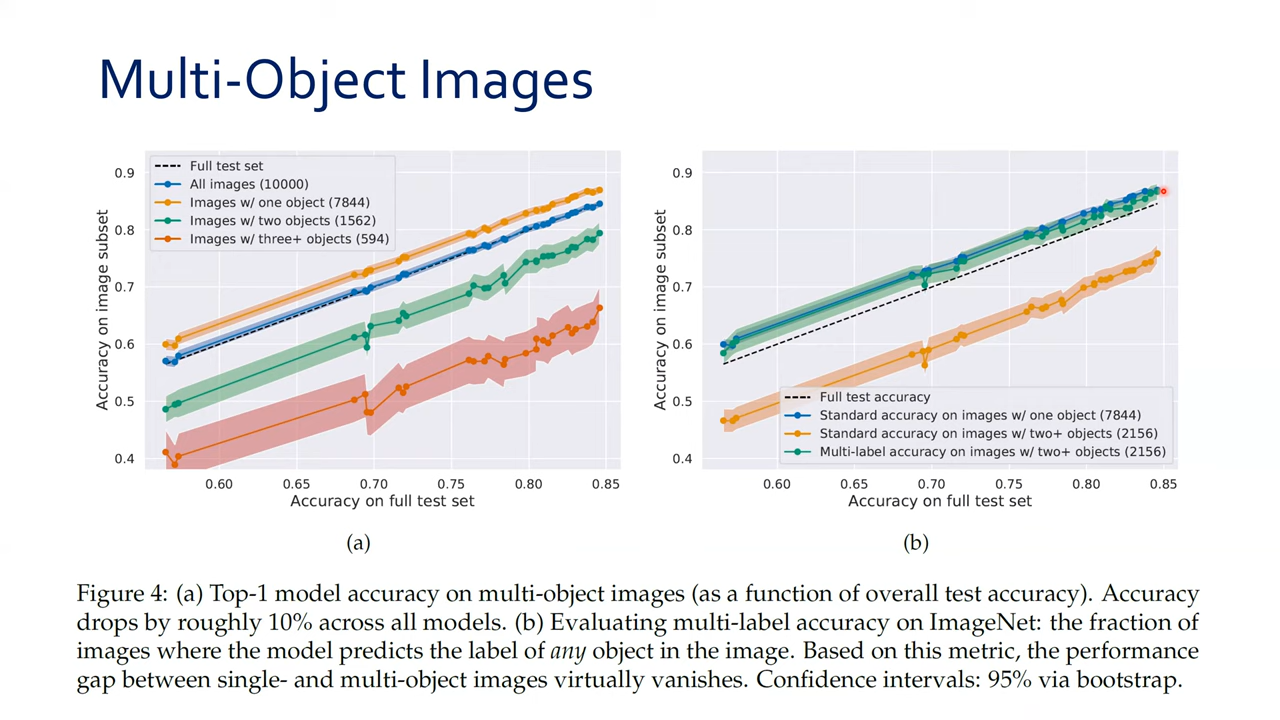 Multi-Object Images
Full test set
All images (10000)
Images w/ one object (7844)
Images w/ two objects (1562)
Images w/ three+ objects (594)
0.9
0.8
0.7
0.6
0.5
0.4
Accuracy on image subset
0.60 0.65 0.70 0.75 0.80 0.85
Accuracy on full test set
(a)
0.9
0.8
0.7
0.6
0.5
0.4
Accuracy on image subset
Full test accuracy
Standard accuracy on images w/ one object (7844)
Standard accuracy on images w/ two+ objects (2156)
Multi-label accuracy on images w/ two+ objects (2156)
0.60 0.65 0.70 0.75 0.80 0.85
Accuracy on full test set
(b)
Figure 4: (a) Top-1 model accuracy on multi-object images (as a function of overall test accuracy). Accuracy
drops by roughly 10% across all models. (b) Evaluating multi-label accuracy on ImageNet: the fraction of
images where the model predicts the label of any object in the image. Based on this metric, the performance
gap between single- and multi-object images virtually vanishes. Confidence intervals: 95% via bootstrap.